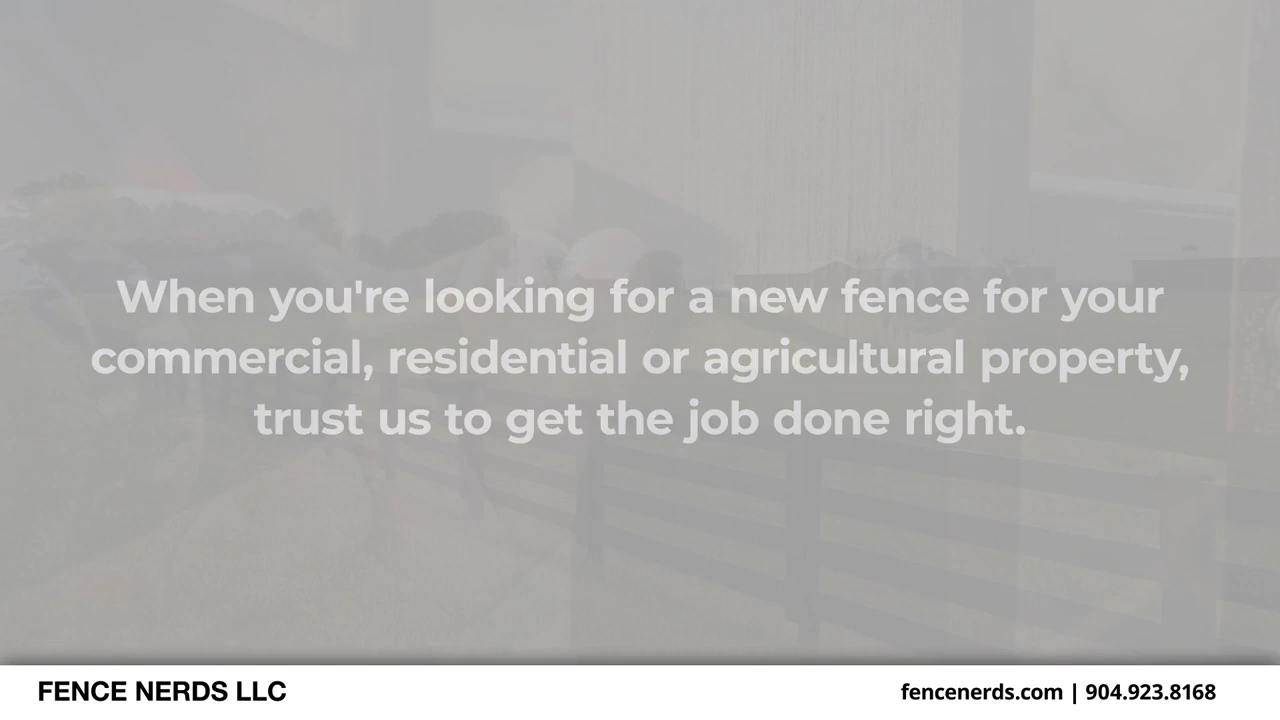 When you're looking for a new fence for your
commercial, residential or agricultural property,
trust us to get the job done right.
FENCE NERDS LLC
fencenerds.com | 904.923.8168